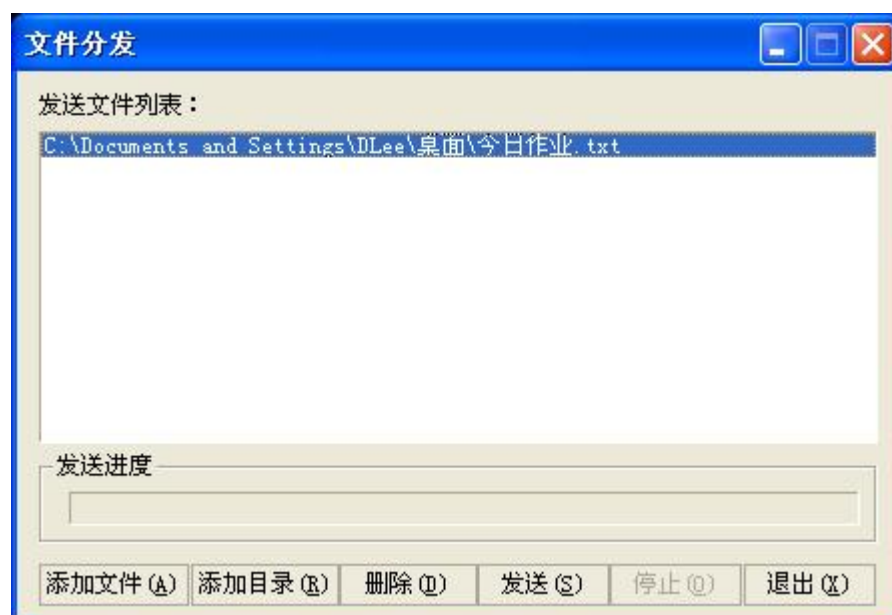 文件分发
发送文件列表：
C:\Documents and Settings\DLee\桌面\今日作业.txt
发送进度
添加文件(A) 添加目录(R) 删除(D) 发送(S) 停止(O) 退出(X)